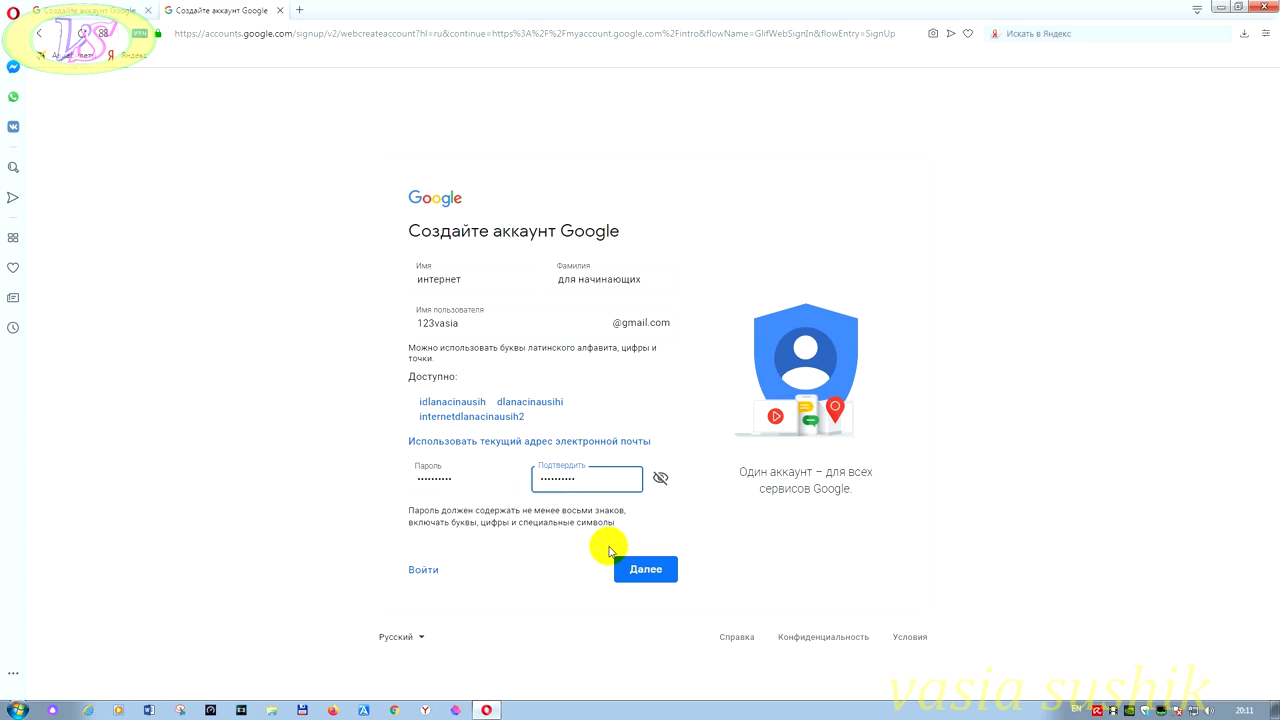 Создайте аккаунт Google
Создайте аккаунт Google
VS
VPN
https://accounts.google.com/signup/v2/webcreateaccount?hl=ru&continue=https%3A%2F%2Fmyaccount.google.com%2Fintro&flowName=GlifWebSignIn&flowEntry=SignUp
Искать в Яндекс
Яндекс
Google
Создайте аккаунт Google
Имя
Фамилия
интернет
для начинающих
Имя пользователя
123vasia
@gmail.com
Можно использовать буквы латинского алфавита, цифры и
точки.
Доступно:
idlanacinausih dlanacinausihi
internetdlanacinausih2
Использовать текущий адрес электронной почты
Пароль
Подтвердить
Пароль должен содержать не менее восьми знаков,
включать буквы, цифры и специальные символы
Войти
Далее
Один аккаунт – для всех
сервисов Google.
Русский
Справка
Конфиденциальность
Условия
vasia sushik
EN
20:11